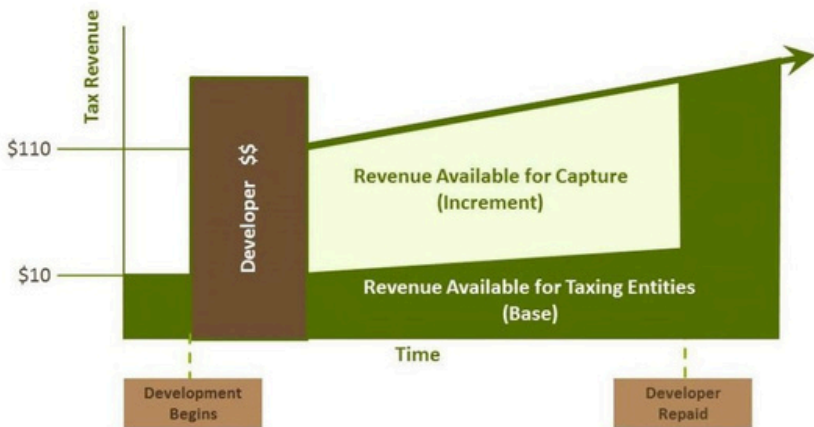 Tax Revenue
$110
$10
Developer $$
Revenue Available for Capture
(Increment)
Revenue Available for Taxing Entities
(Base)
Time
Development
Begins
Developer
Repaid